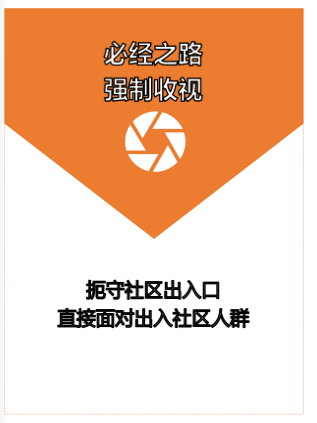 必经之路
强制收视
扼守社区出入口
直接面对出入社区人群